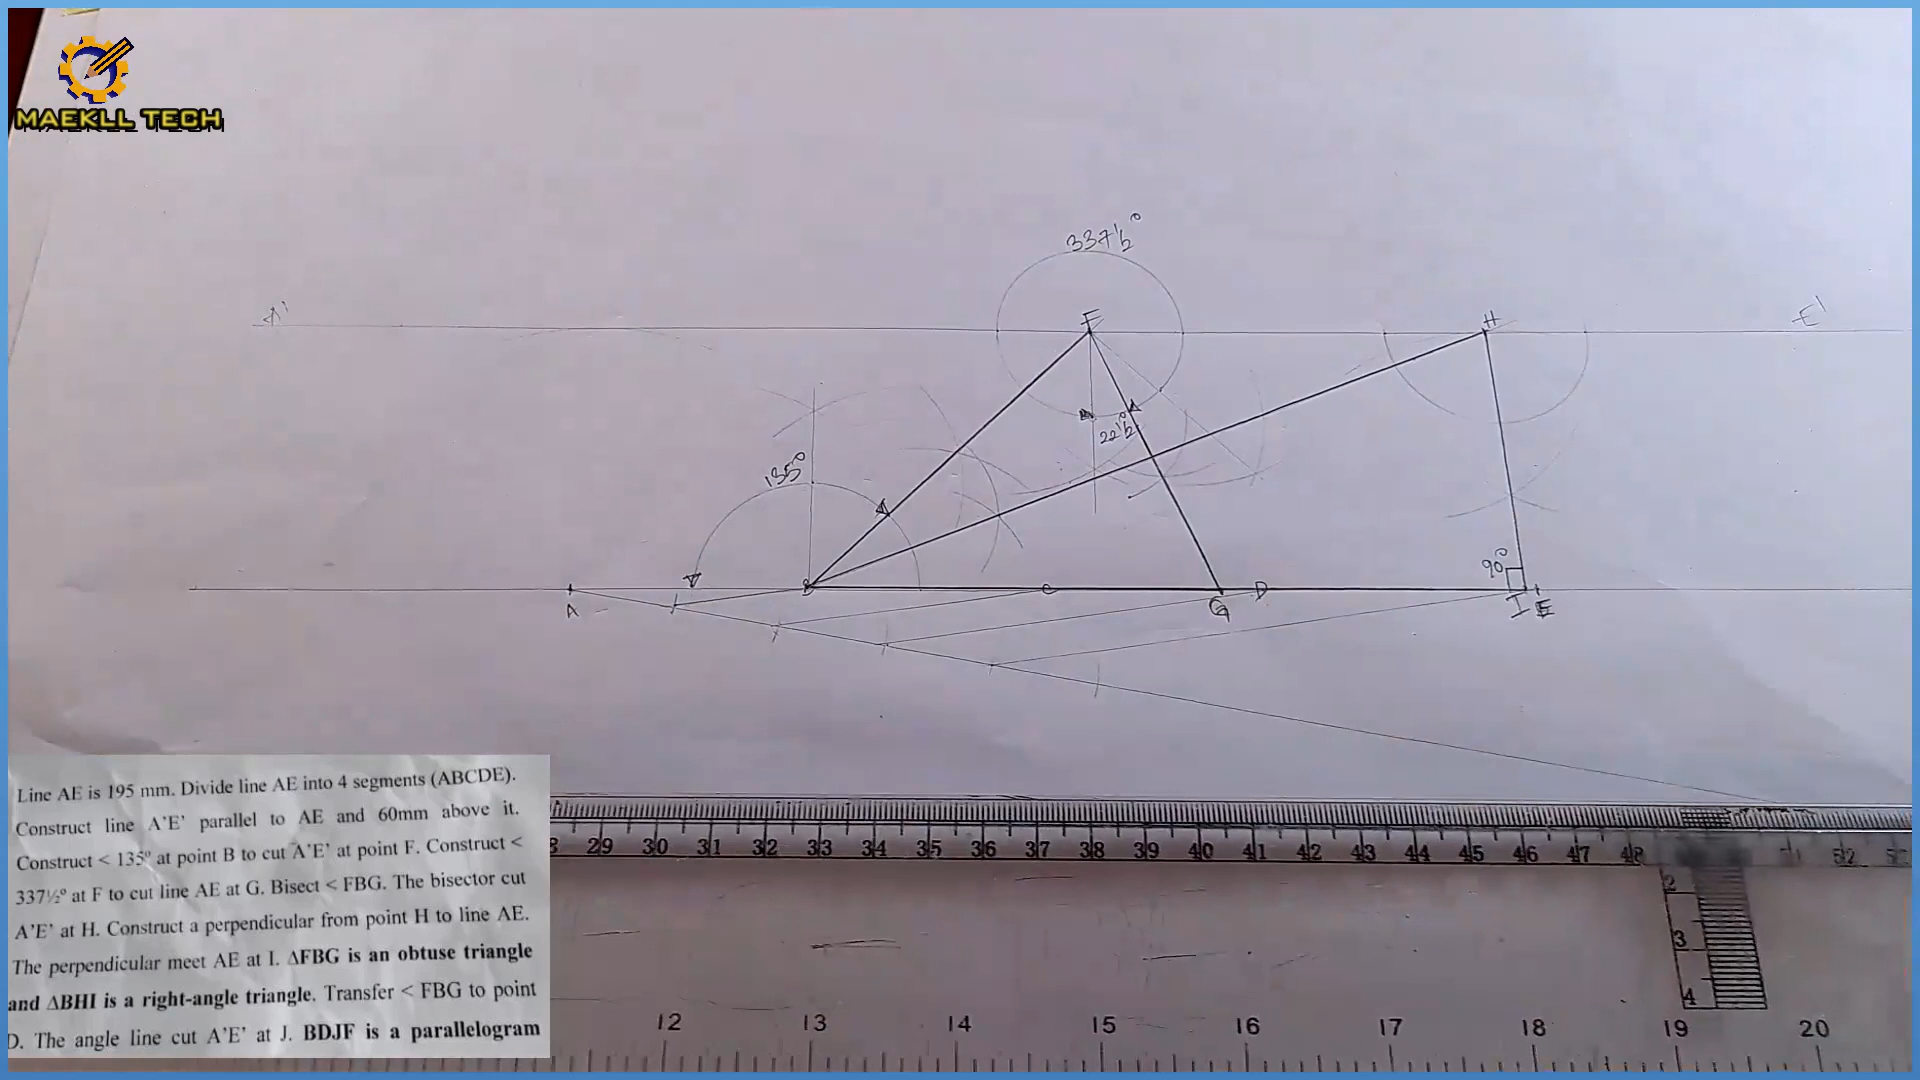 MAEKLL TECH
337½°
A' F H E'
135°
22½°
90°
A B C G D I E
Line AE is 195 mm. Divide line AE into 4 segments (ABCDE).
Construct line A’E’ parallel to AE and 60mm above it.
Construct < 135° at point B to cut A’E’ at point F. Construct <
337½° at F to cut line AE at G. Bisect < FBG. The bisector cut
A’E’ at H. Construct a perpendicular from point H to line AE.
The perpendicular meet AE at I. ΔFBG is an obtuse triangle
and ΔBHI is a right-angle triangle. Transfer < FBG to point
D. The angle line cut A’E’ at J. BDJF is a parallelogram
29 30 31 32 33 34 35 36 37 38 39 40 41 42 43 44 45 46 47 48 52
2
3
4
12 13 14 15 16 17 18 19 20